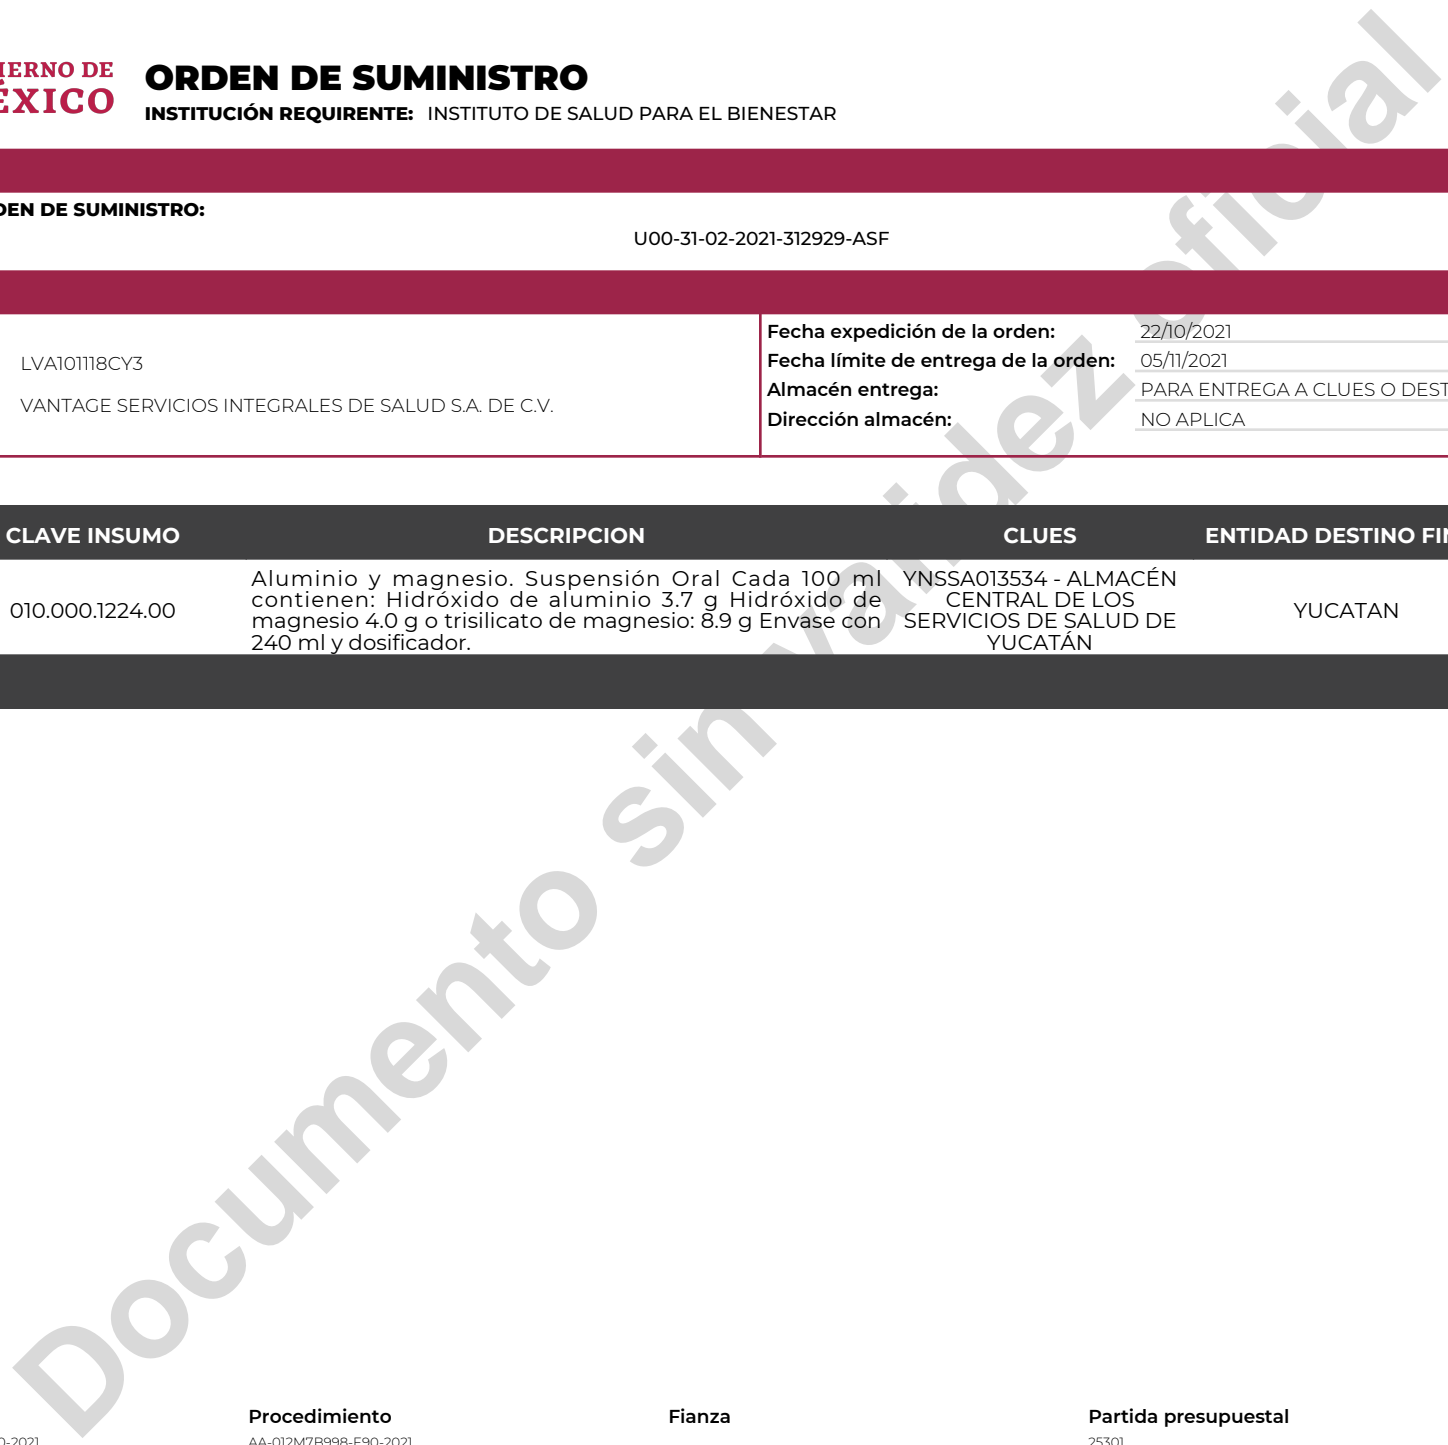 ORDEN DE SUMINISTRO
INSTITUCIÓN REQUIRENTE: INSTITUTO DE SALUD PARA EL BIENESTAR
DE SUMINISTRO:
U00-31-02-2021-312929-ASF
LVA101118CY3
VANTAGE SERVICIOS INTEGRALES DE SALUD S.A. DE C.V.
Fecha expedición de la orden: 22/10/2021
Fecha límite de entrega de la orden: 05/11/2021
Almacén entrega: PARA ENTREGA A CLUES O DEST
Dirección almacén: NO APLICA
CLAVE INSUMO DESCRIPCION CLUES ENTIDAD DESTINO FIN
010.000.1224.00
Aluminio y magnesio. Suspensión Oral Cada 100 ml
contienen: Hidróxido de aluminio 3.7 g Hidróxido de
magnesio 4.0 g o trisilicato de magnesio: 8.9 g Envase con
240 ml y dosificador.
YNSSA013534 - ALMACÉN
CENTRAL DE LOS
SERVICIOS DE SALUD DE
YUCATÁN
YUCATAN
Documento sin validez oficial
Procedimiento Fianza Partida presupuestal
AA-012M7B998-E90-2021 25301